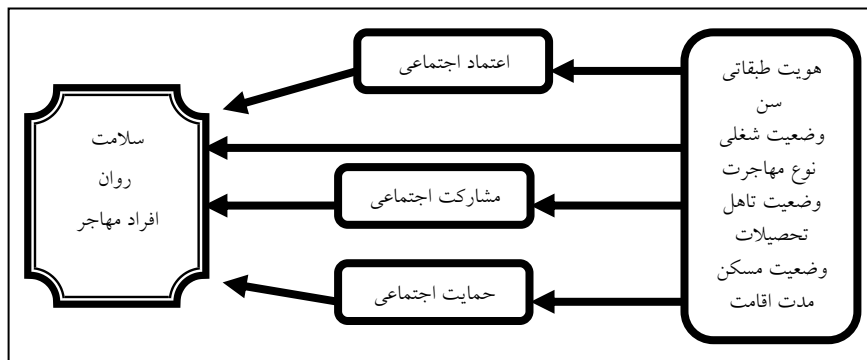 هویت طبقاتی
سن
وضعیت شغلی
نوع مهاجرت
وضعیت تاهل
تحصیلات
وضعیت مسکن
مدت اقامت
اعتماد اجتماعی
مشارکت اجتماعی
حمایت اجتماعی
سلامت
روان
افراد مهاجر